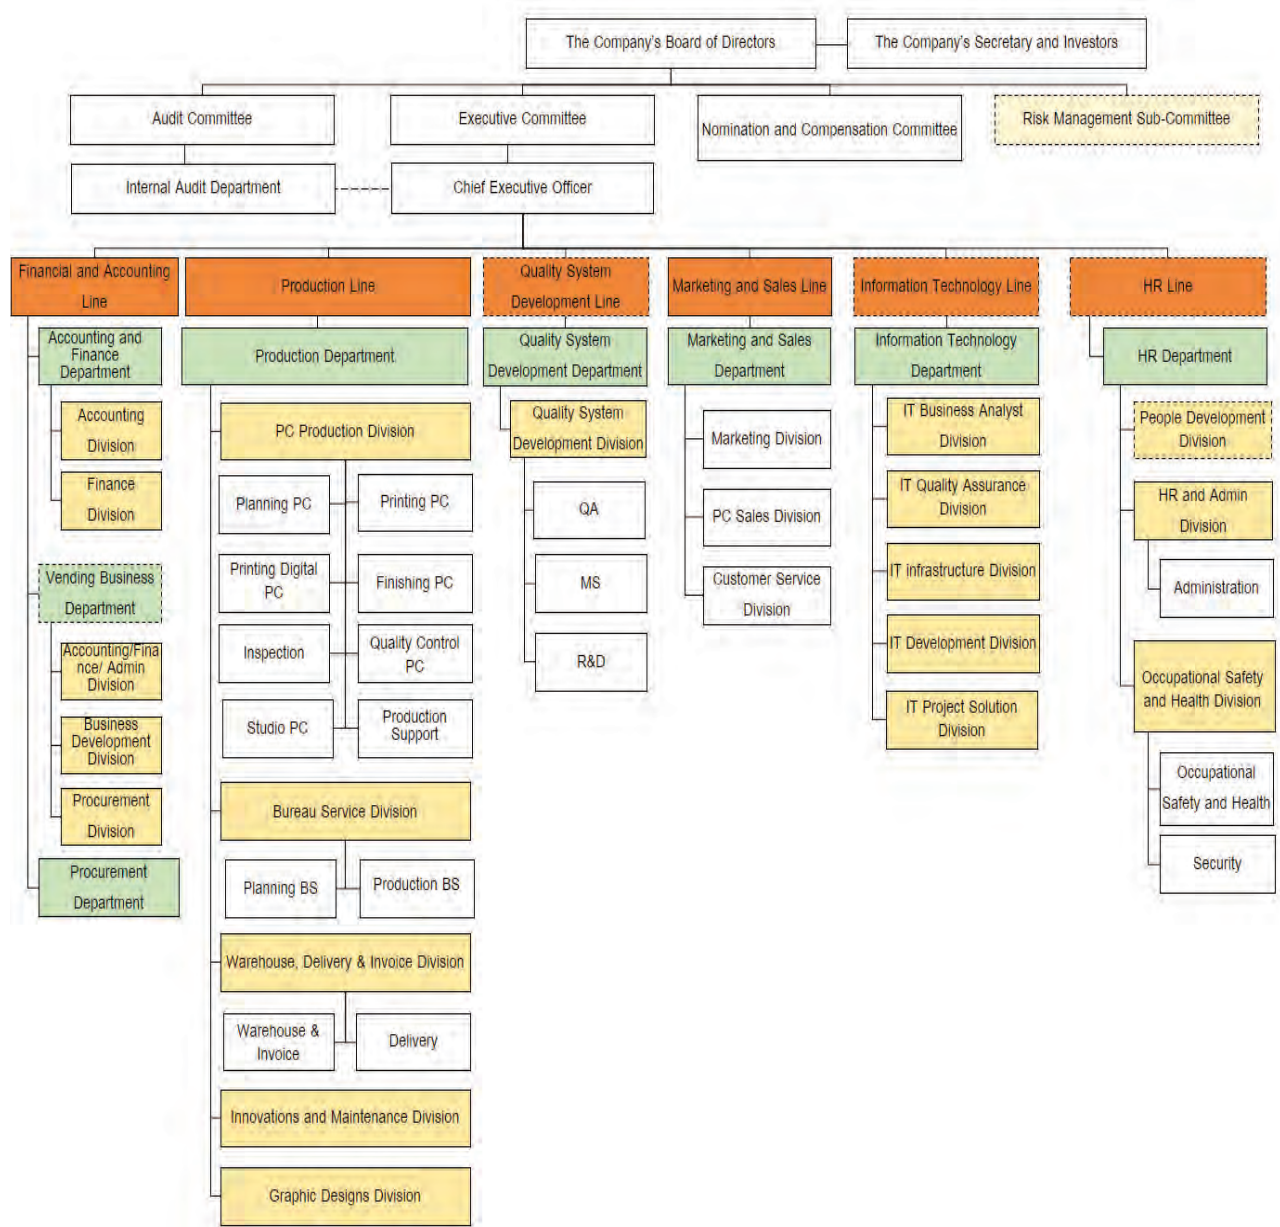 The Company's Board of Directors
The Company's Secretary and Investors
Audit Committee
Executive Committee
Nomination and Compensation Committee
Risk Management Sub-Committee
Internal Audit Department
Chief Executive Officer
Financial and Accounting
Line
Production Line
Quality System
Development Line
Marketing and Sales Line
Information Technology Line
HR Line
Accounting and
Finance
Department
Production Department
Quality System
Development Department
Marketing and Sales
Department
Information Technology
Department
HR Department
Accounting
Division
Finance
Division
Vending Business
Department
Accounting/Fina
nce/ Admin
Division
Business
Development
Division
Procurement
Division
Procurement
Department
PC Production Division
Planning PC
Printing PC
Printing Digital
PC
Finishing PC
Inspection
Quality Control
PC
Studio PC
Production
Support
Bureau Service Division
Planning BS
Production BS
Warehouse, Delivery & Invoice Division
Warehouse &
Invoice
Delivery
Innovations and Maintenance Division
Graphic Designs Division
Quality System
Development Division
QA
MS
R&D
Marketing Division
PC Sales Division
Customer Service
Division
IT Business Analyst
Division
IT Quality Assurance
Division
IT infrastructure Division
IT Development Division
IT Project Solution
Division
People Development
Division
HR and Admin
Division
Administration
Occupational Safety
and Health Division
Occupational
Safety and Health
Security